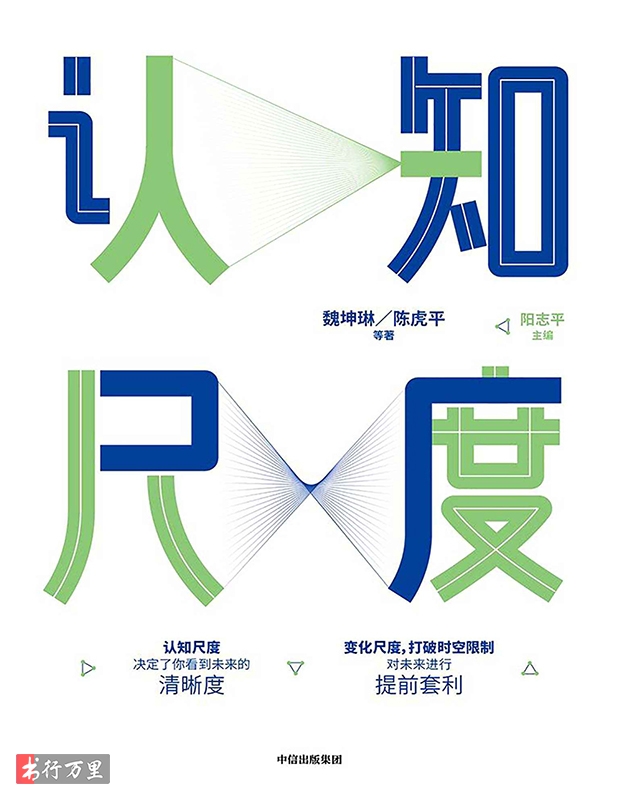 认知
魏坤琳／陈虎平
等著
阳志平
主编
尺度
认知尺度
决定了你看到未来的
清晰度
变化尺度，打破时空限制
对未来进行
提前套利
中信出版集团
书行万里